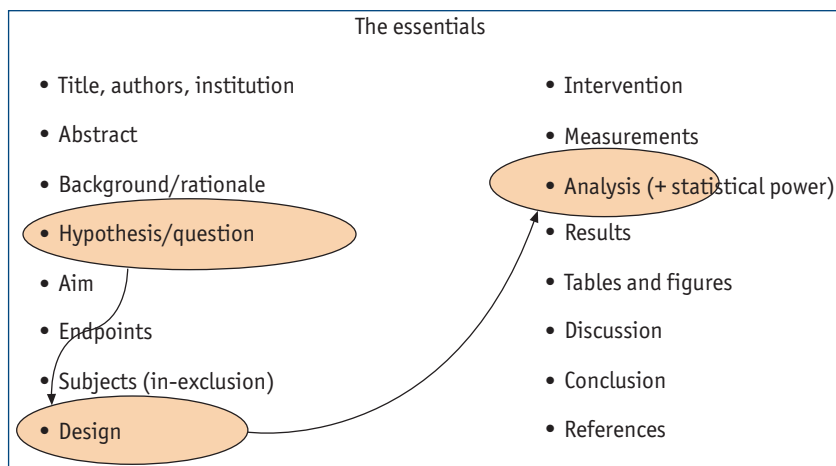 The essentials
• Title, authors, institution
• Abstract
• Background/rationale
• Hypothesis/question
• Aim
• Endpoints
• Subjects (in-exclusion)
• Design
• Intervention
• Measurements
• Analysis (+ statistical power)
• Results
• Tables and figures
• Discussion
• Conclusion
• References